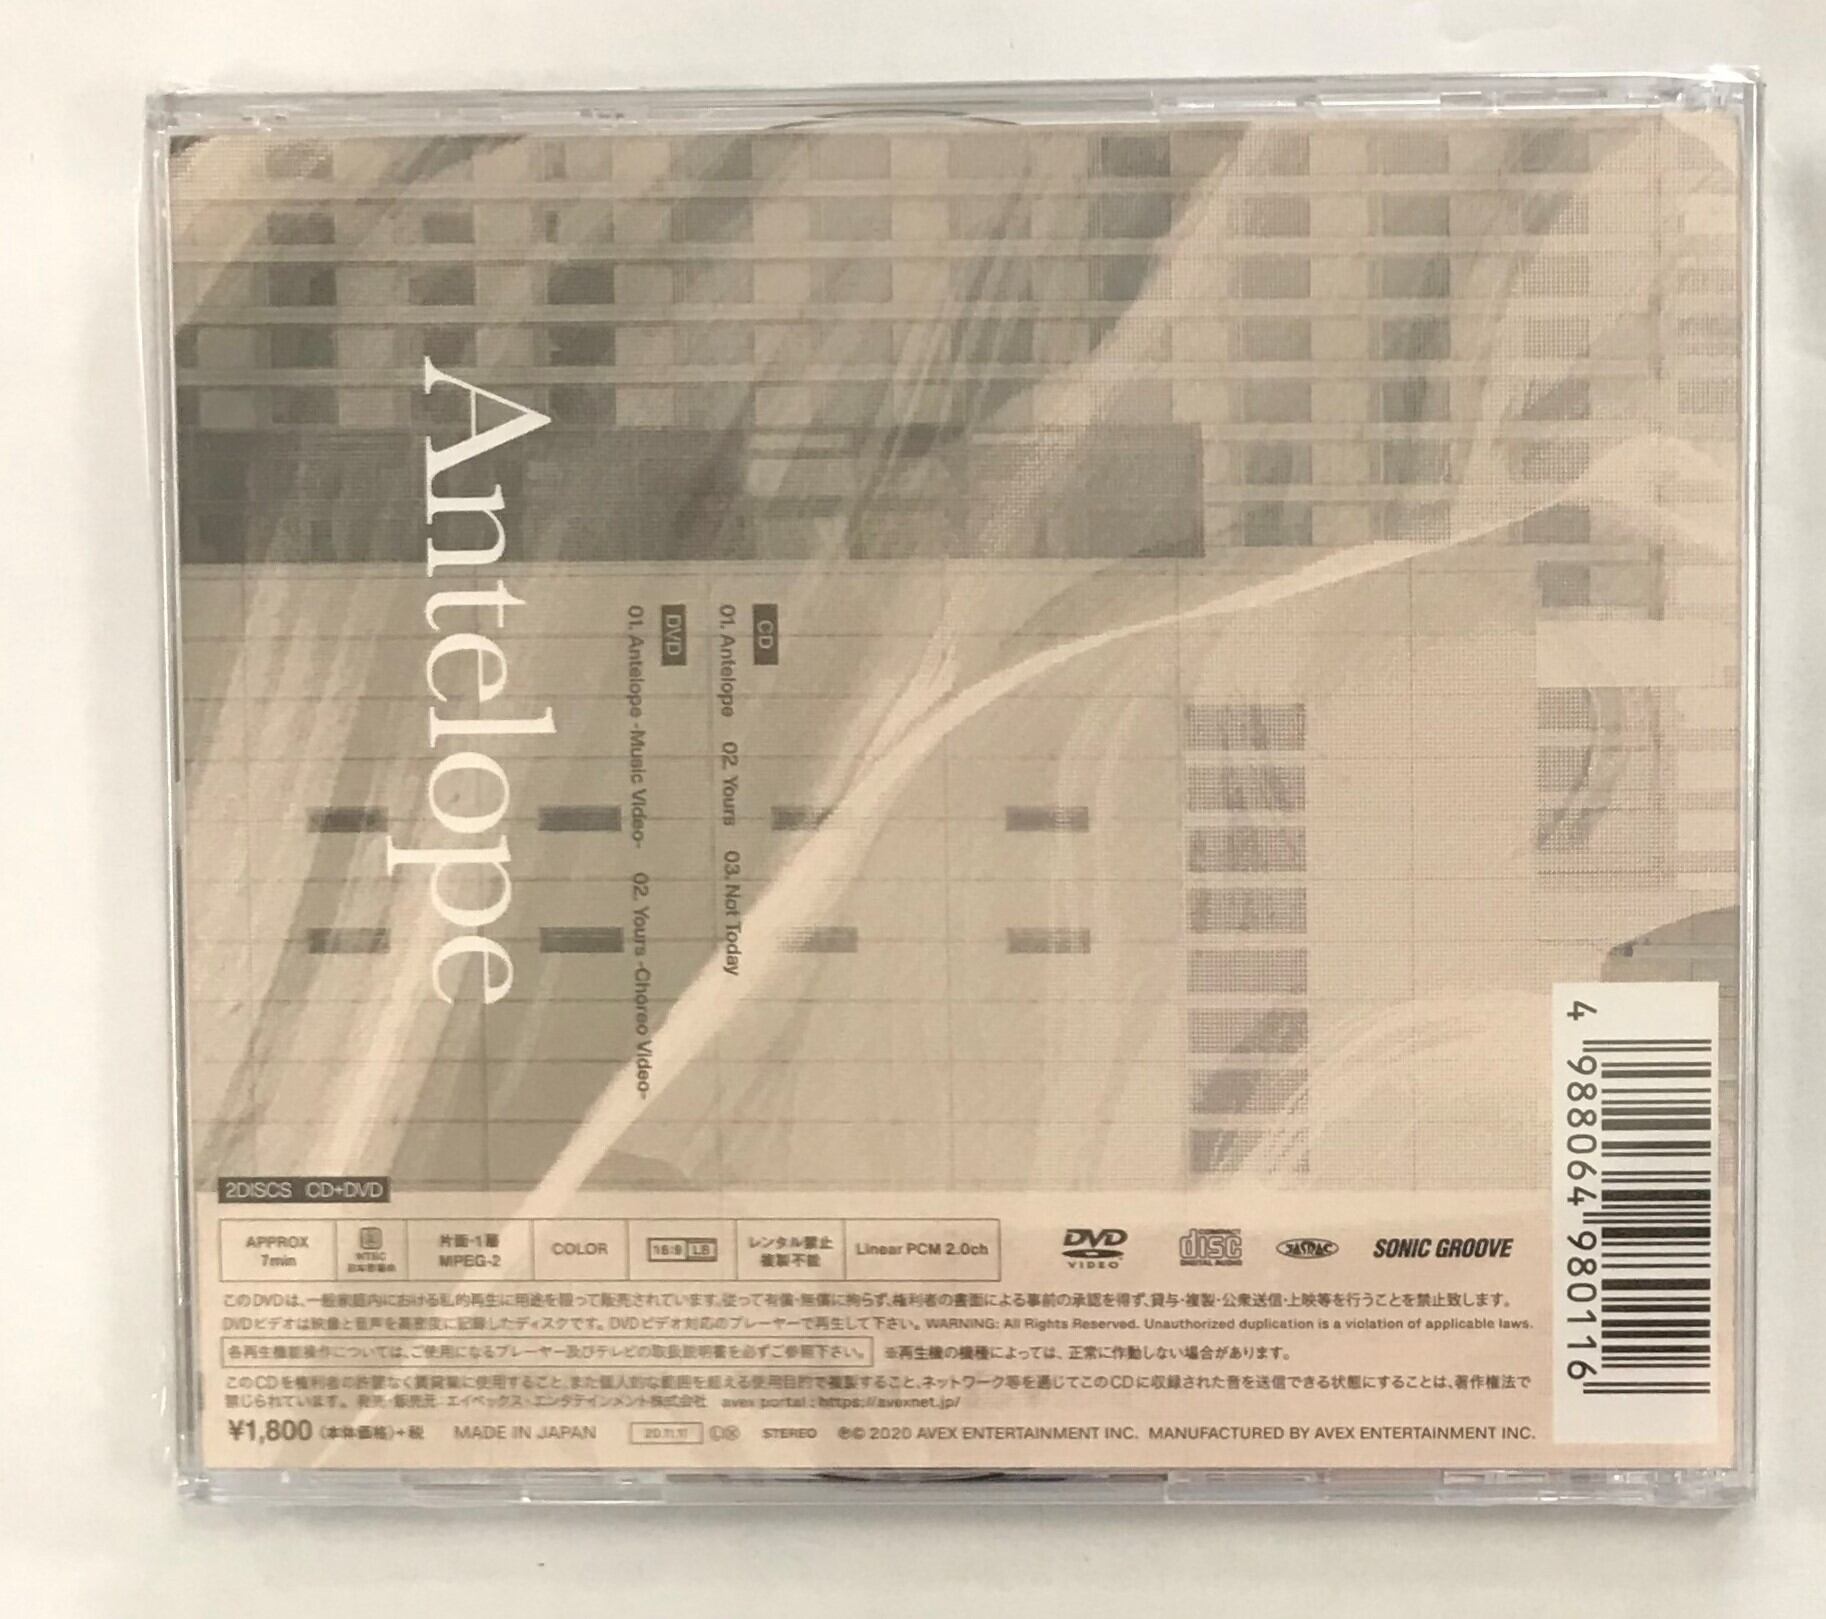 Antelope
CD
01. Antelope 02. Yours 03. Not Today
DVD
01. Antelope -Music Video- 02. Yours -Choreo Video-
2DISCS CD+DVD
APPROX
7min
NTSC
日本市場向
片面・1層
MPEG-2
COLOR
16:9 LB
レンタル禁止
複製不能
Linear PCM 2.0ch
DVD
VIDEO
COMPACT
disc
DIGITAL AUDIO
JASRAC
SONIC GROOVE
このDVDは、一般家庭内における私的再生に用途を限って販売されています。従って有償・無償に拘らず、権利者の書面による事前の承認を得ず、貸与・複製・公衆送信・上映等を行うことを禁止致します。
DVDビデオは映像と音声を高密度に記録したディスクです。DVDビデオ対応のプレーヤーで再生して下さい。WARNING: All Rights Reserved. Unauthorized duplication is a violation of applicable laws.
各再生機能操作については、ご使用になるプレーヤー及びテレビの取扱説明書を必ずご参照下さい。 ※再生機の機種によっては、正常に作動しない場合があります。
このCDを権利者の許諾なく賃貸業に使用すること、また個人的な範囲を超える使用目的で複製すること、ネットワーク等を通じてこのCDに収録された音を送信できる状態にすることは、著作権法で
禁じられています。発売・販売元：エイベックス・エンタテインメント株式会社 avex portal : https://avexnet.jp/
¥1,800 (本体価格)+税 MADE IN JAPAN 20.11.11 STEREO ℗© 2020 AVEX ENTERTAINMENT INC. MANUFACTURED BY AVEX ENTERTAINMENT INC.
4 988064 980116